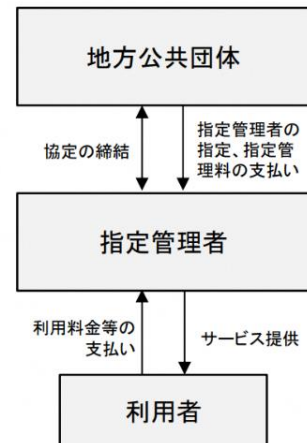 地方公共団体
協定の締結
指定管理者の
指定、指定管
理料の支払い
指定管理者
利用料金等の
支払い
サービス提供
利用者